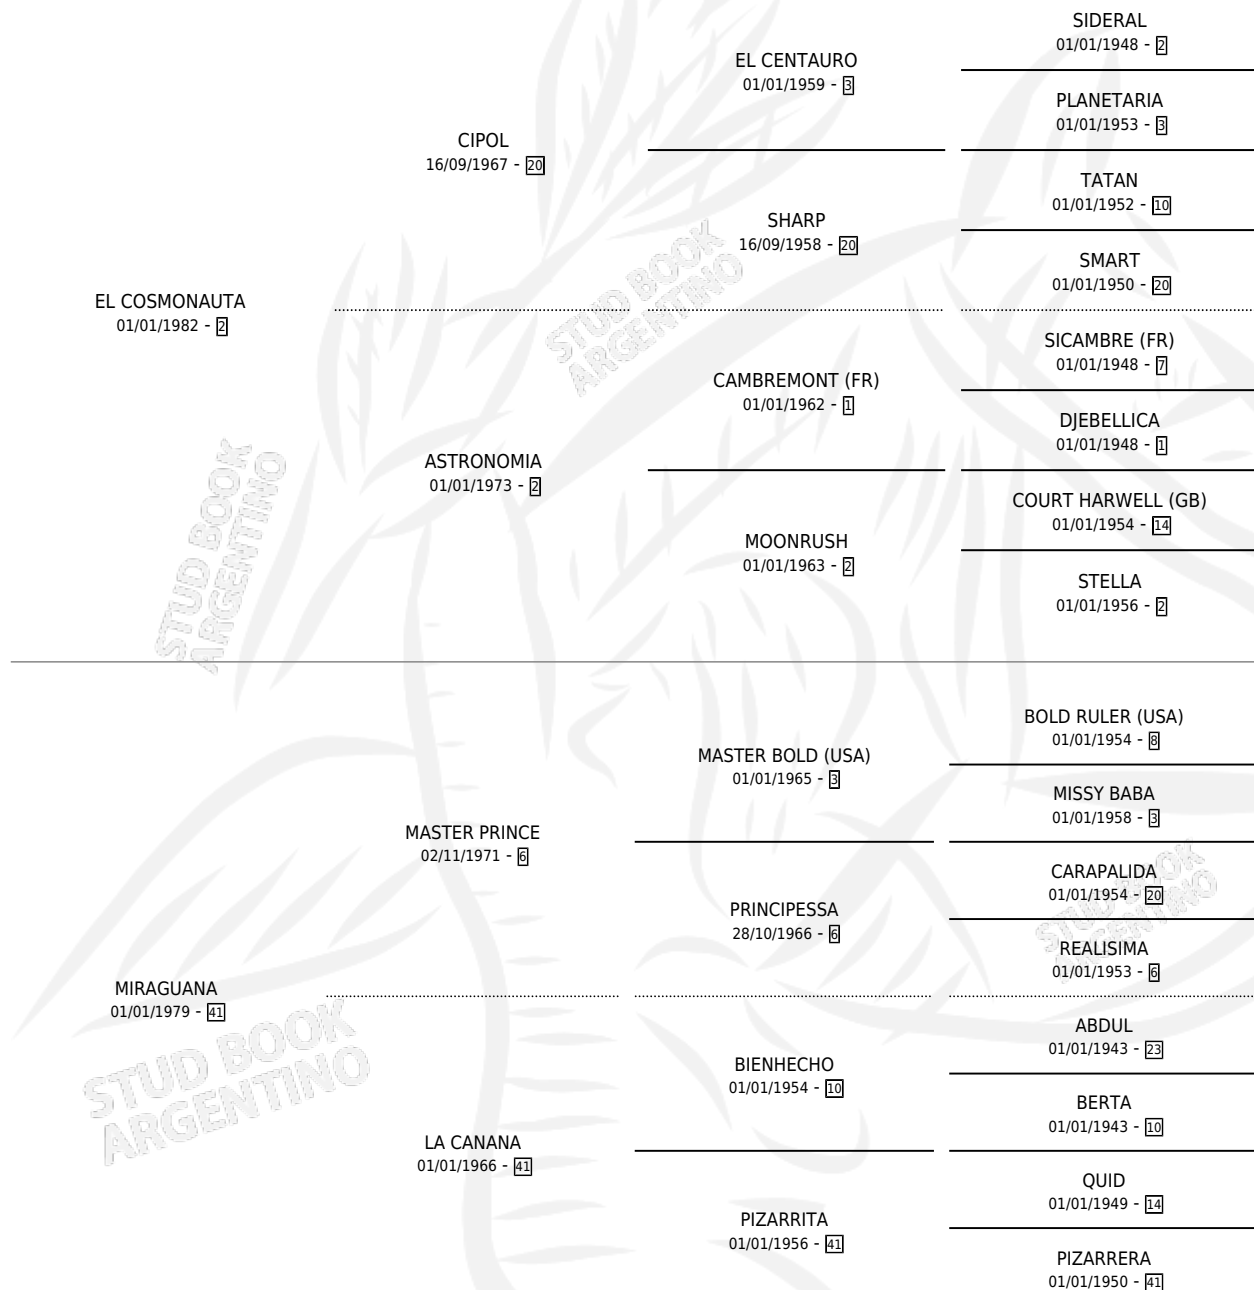 SIDERAL
01/01/1948 - 2
EL CENTAURO
01/01/1959 - 3
PLANETARIA
01/01/1953 - 3
CIPOL
16/09/1967 - 20
TATAN
01/01/1952 - 10
SHARP
16/09/1958 - 20
SMART
01/01/1950 - 20
EL COSMONAUTA
01/01/1982 - 2
STUD BOOK
ARGENTINO
SICAMBRE (FR)
01/01/1948 - 7
CAMBREMONT (FR)
01/01/1962 - 1
DJEBELLICA
01/01/1948 - 1
ASTRONOMIA
01/01/1973 - 2
COURT HARWELL (GB)
01/01/1954 - 14
MOONRUSH
01/01/1963 - 2
STELLA
01/01/1956 - 2
STUD BOOK
ARGENTINO
BOLD RULER (USA)
01/01/1954 - 8
MASTER BOLD (USA)
01/01/1965 - 3
MISSY BABA
01/01/1958 - 3
MASTER PRINCE
02/11/1971 - 6
CARAPALIDA
01/01/1954 - 20
PRINCIPESSA
28/10/1966 - 6
REALISIMA
01/01/1953 - 6
STUD BOOK
ARGENTINO
MIRAGUANA
01/01/1979 - 41
ABDUL
01/01/1943 - 23
BIENHECHO
01/01/1954 - 10
BERTA
01/01/1943 - 10
STUD BOOK
ARGENTINO
LA CANANA
01/01/1966 - 41
QUID
01/01/1949 - 14
PIZARRITA
01/01/1956 - 41
PIZARRERA
01/01/1950 - 41